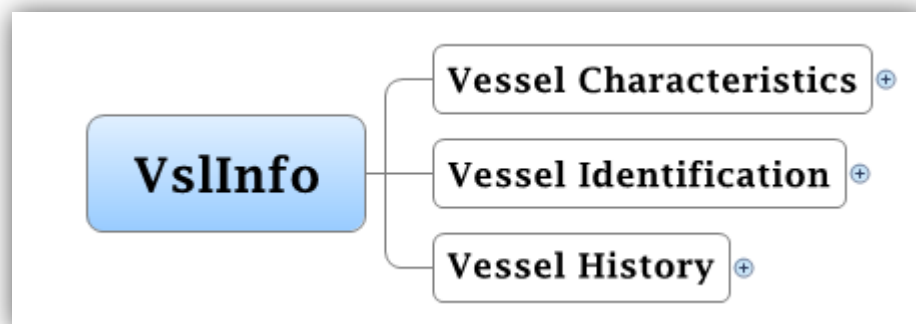 Vessel Characteristics
VslInfo
Vessel Identification
Vessel History